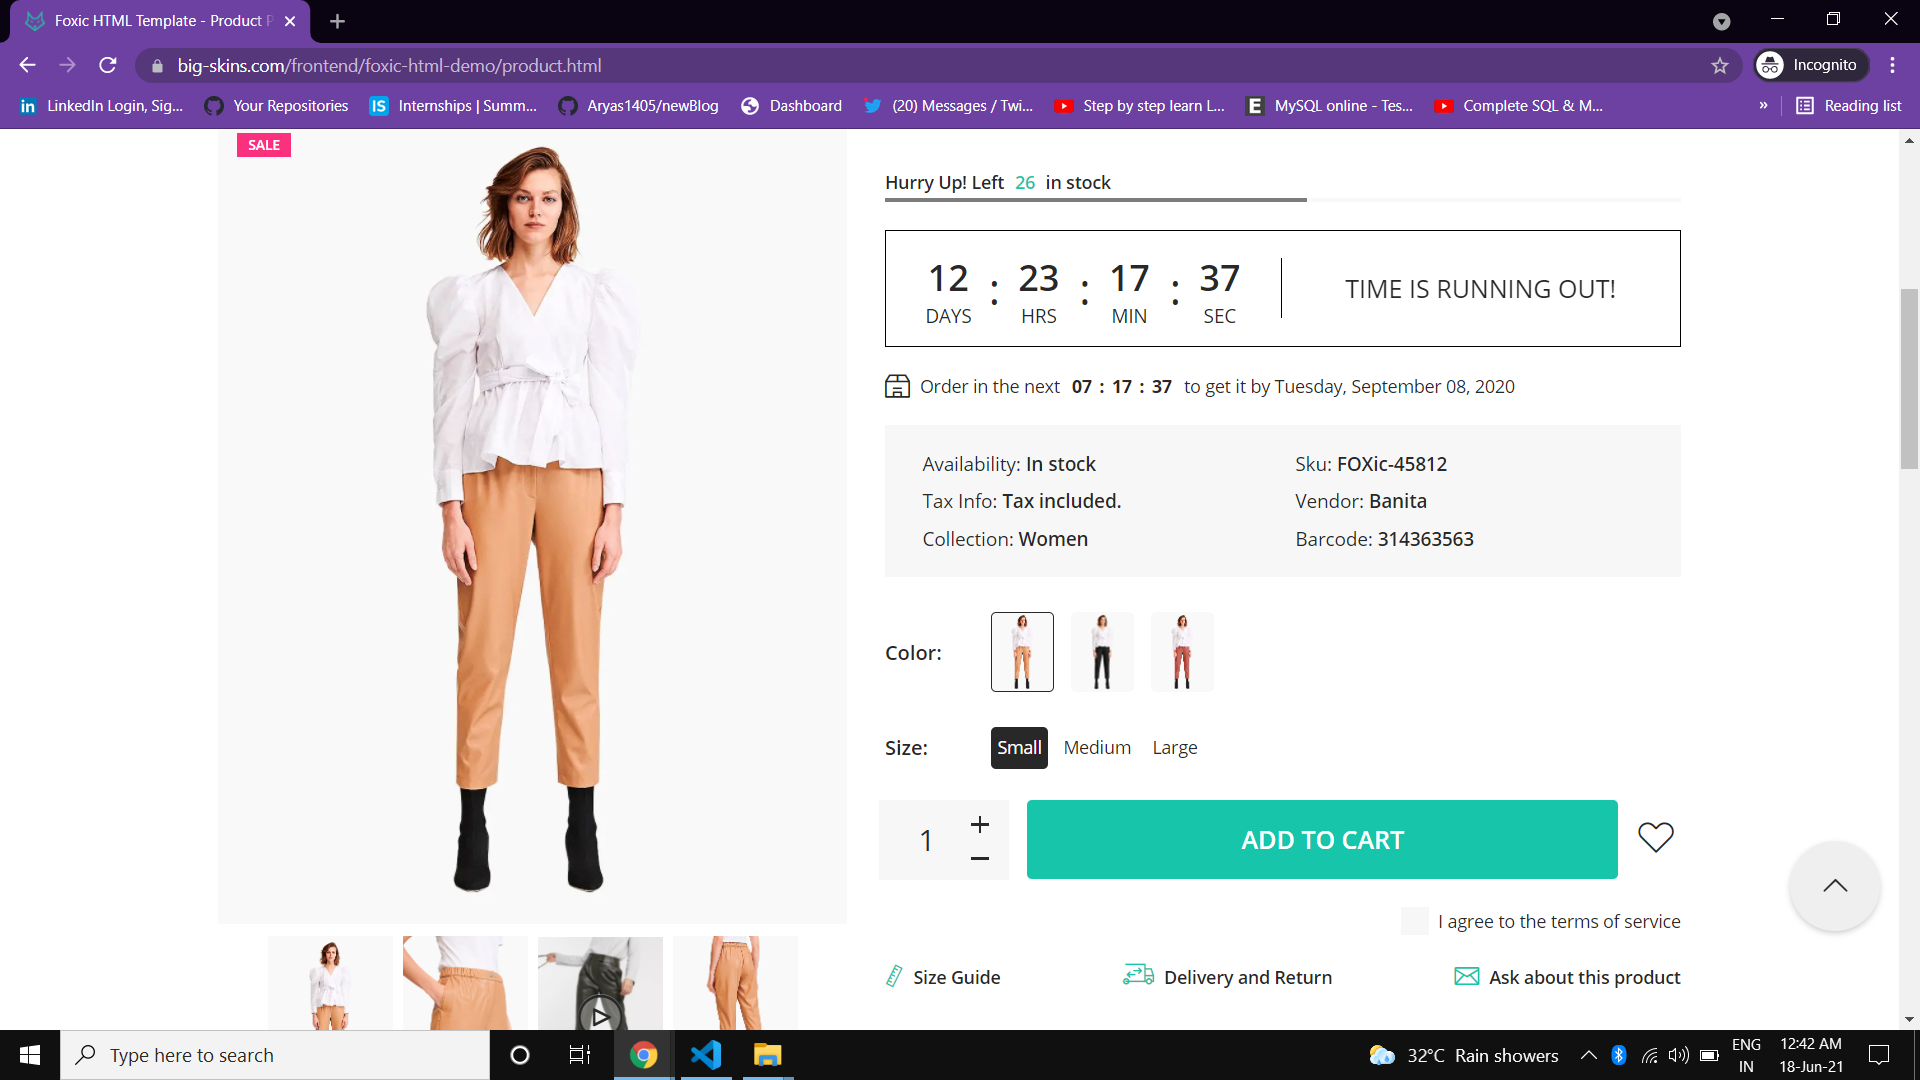 Foxic HTML Template - Product P
big-skins.com/frontend/foxic-html-demo/product.html
Incognito
LinkedIn Login, Sig...
Your Repositories
Internships | Summ...
Aryas1405/newBlog
Dashboard
(20) Messages / Twi...
Step by step learn L...
MySQL online - Tes...
Complete SQL & M...
»
Reading list
SALE
Hurry Up! Left 26 in stock
12 : 23 : 17 : 37
DAYS HRS MIN SEC
TIME IS RUNNING OUT!
Order in the next 07 : 17 : 37 to get it by Tuesday, September 08, 2020
Availability: In stock
Sku: FOXic-45812
Tax Info: Tax included.
Vendor: Banita
Collection: Women
Barcode: 314363563
Color:
Size: Small Medium Large
1 + −
ADD TO CART
I agree to the terms of service
Size Guide
Delivery and Return
Ask about this product
Type here to search
32°C Rain showers
ENG
IN
12:42 AM
18-Jun-21